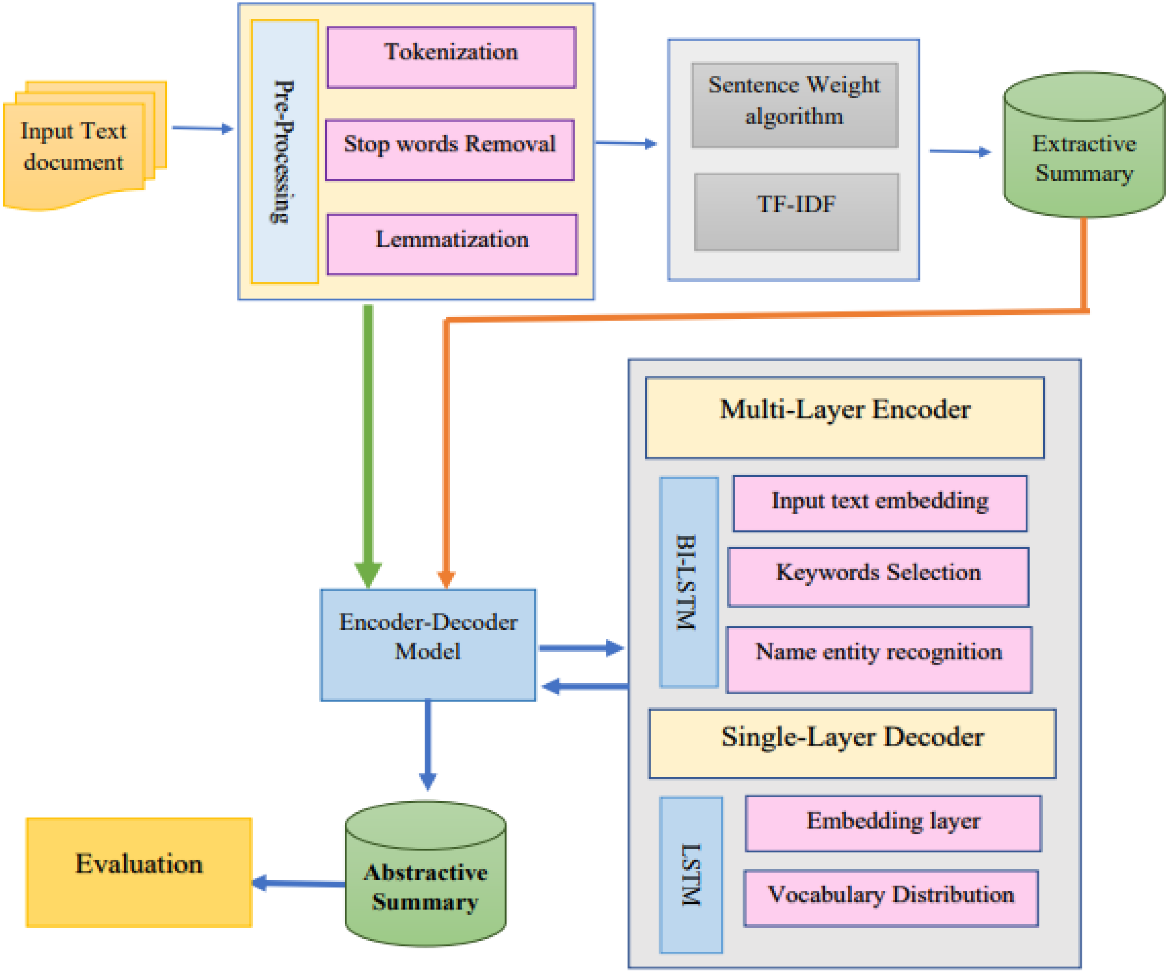 Input Text
document
Pre-Processing
Tokenization
Stop words Removal
Lemmatization
Sentence Weight
algorithm
TF-IDF
Extractive
Summary
Multi-Layer Encoder
BI-LSTM
Input text embedding
Keywords Selection
Name entity recognition
Encoder-Decoder
Model
Single-Layer Decoder
LSTM
Embedding layer
Vocabulary Distribution
Abstractive
Summary
Evaluation